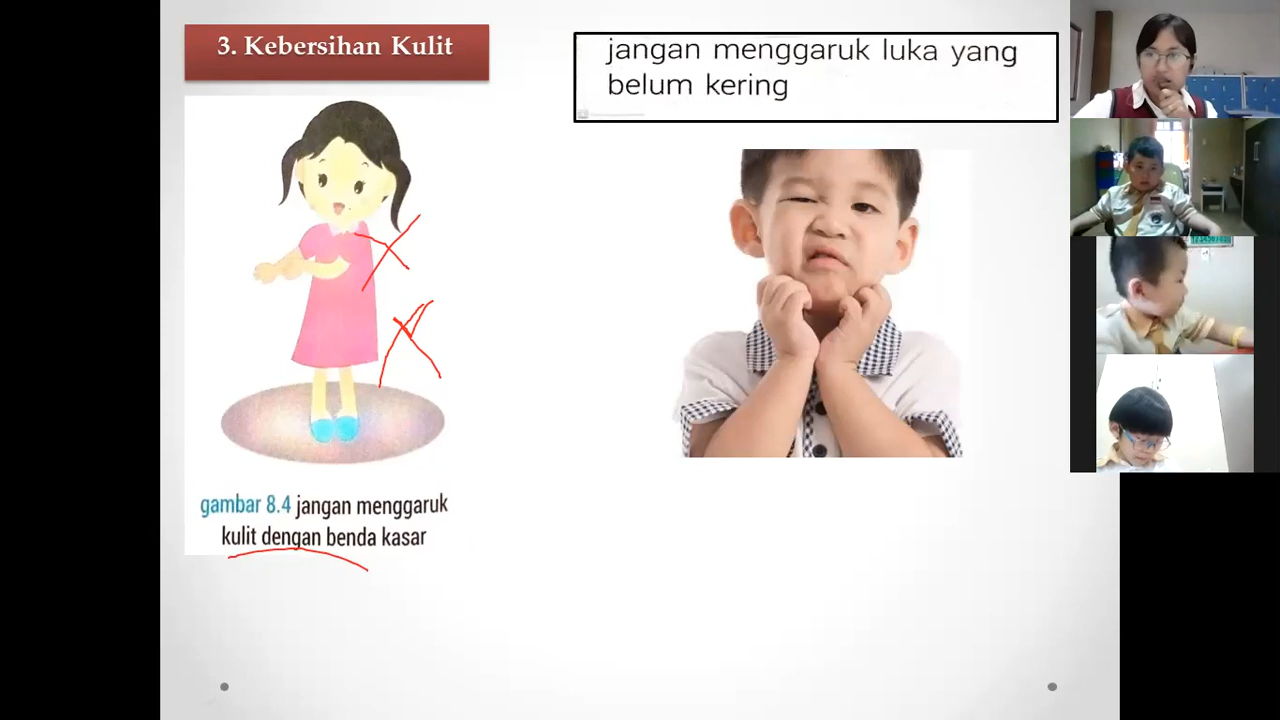 3. Kebersihan Kulit
jangan menggaruk luka yang
belum kering
gambar 8.4 jangan menggaruk
kulit dengan benda kasar